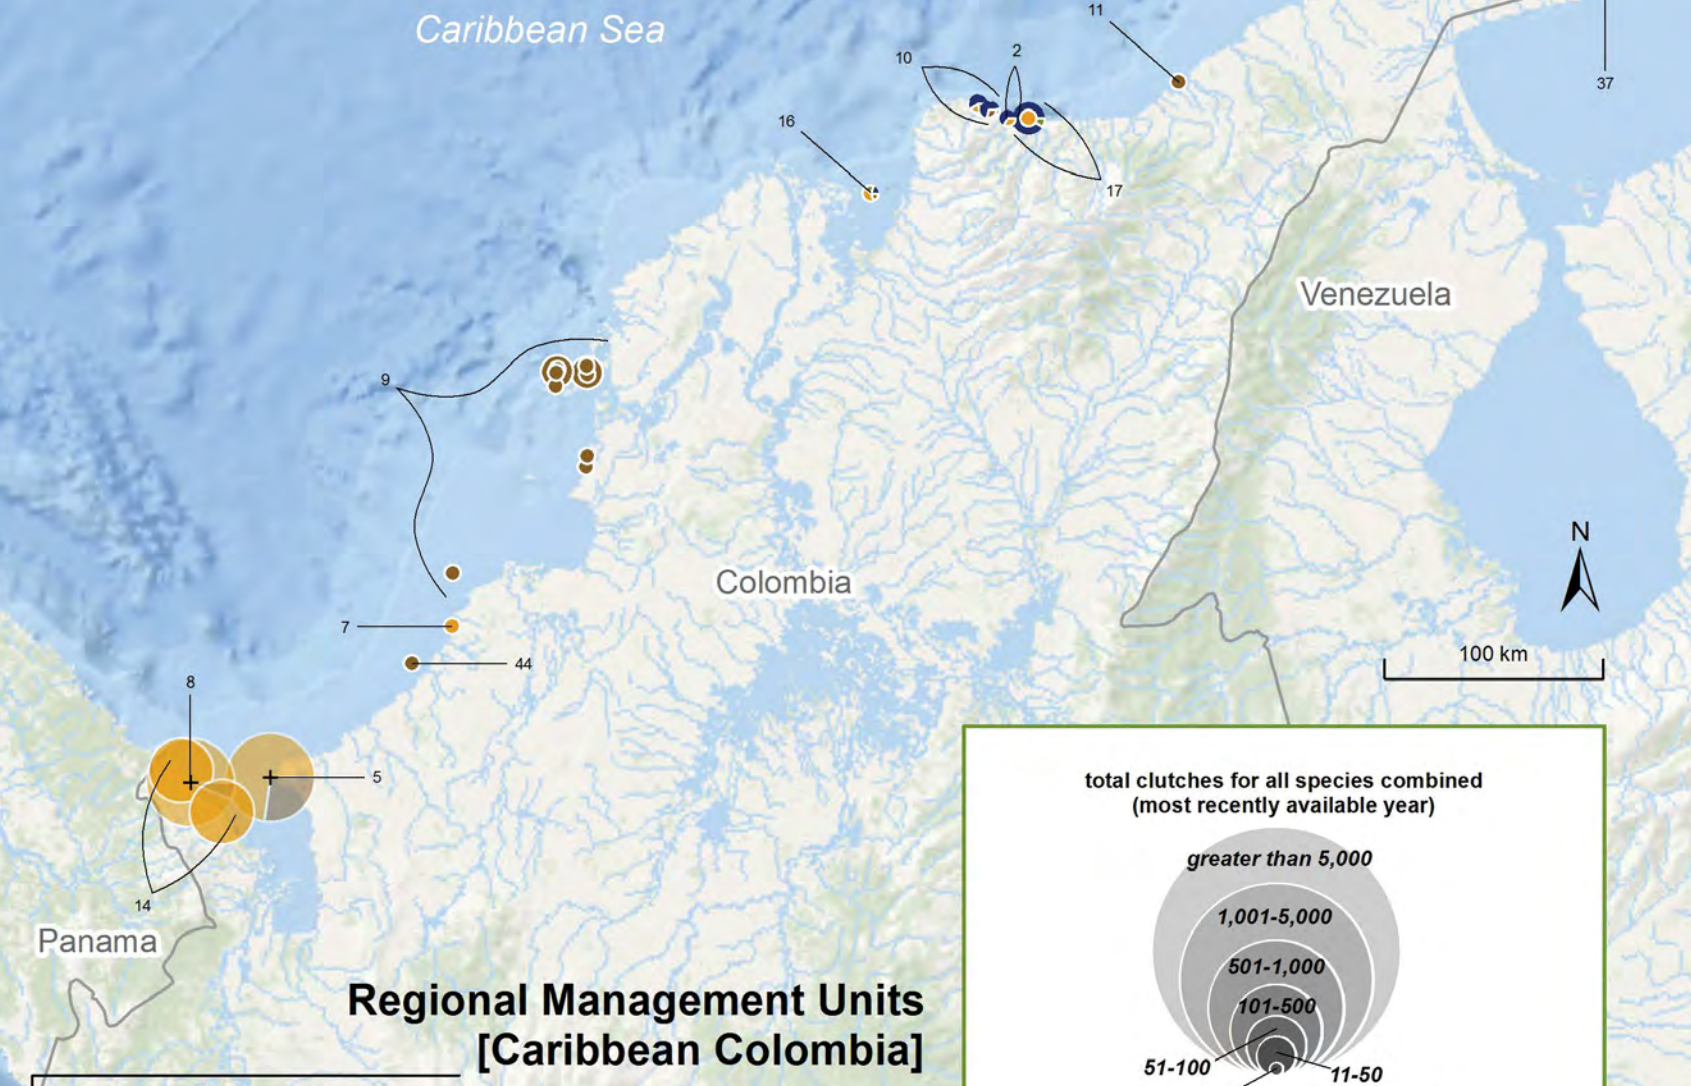 Caribbean Sea
11
10
2
37
16
17
Venezuela
9
N
Colombia
7
100 km
44
8
5
total clutches for all species combined
(most recently available year)
greater than 5,000
14
1,001-5,000
Panama
501-1,000
Regional Management Units
[Caribbean Colombia]
101-500
51-100
11-50